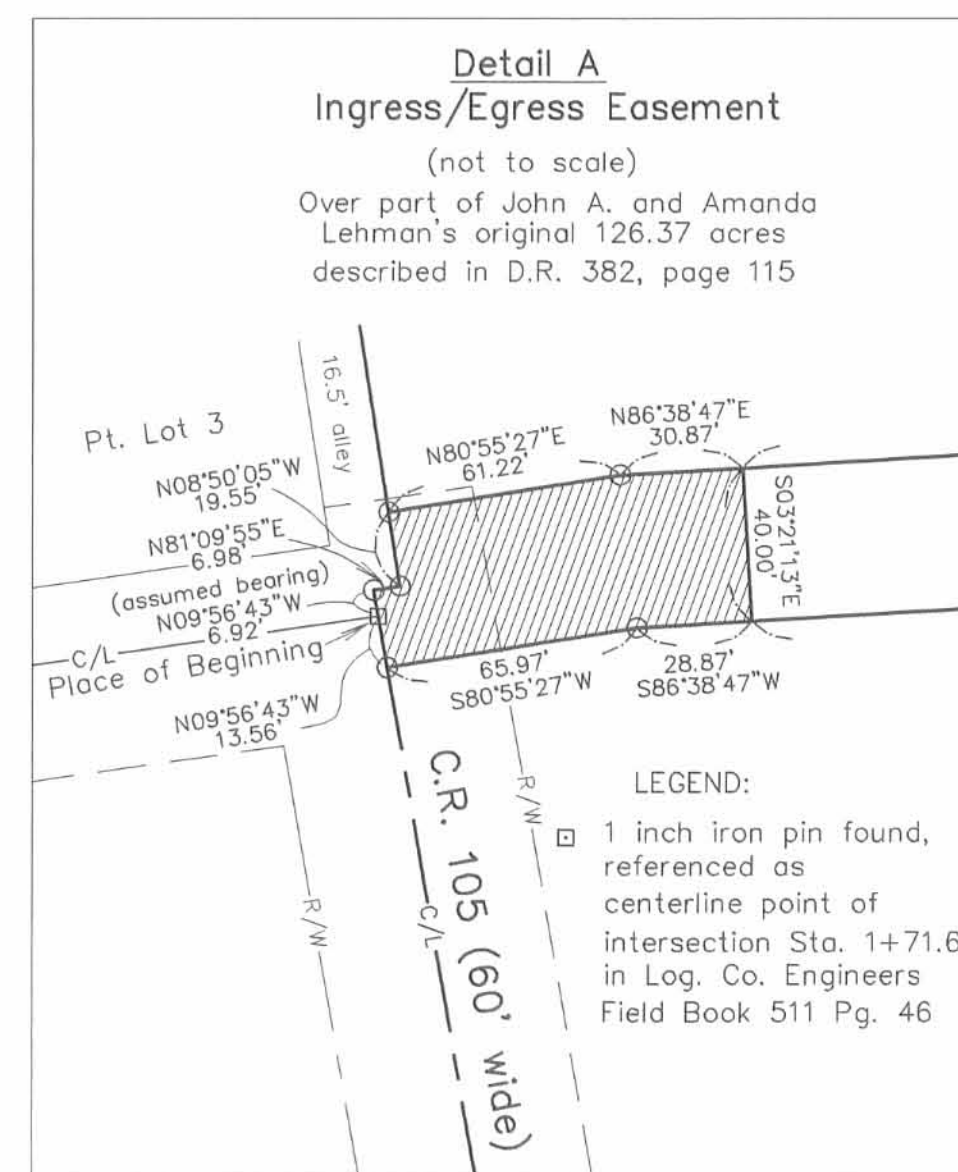 Detail A
Ingress/Egress Easement
(not to scale)
Over part of John A. and Amanda
Lehman's original 126.37 acres
described in D.R. 382, page 115
16.5' alley
Pt. Lot 3
N08°50'05"W
19.55'
N81°09'55"E
6.98'
(assumed bearing)
N09°56'43"W
6.92'
C/L
Place of Beginning
N09°56'43"W
13.56'
N80°55'27"E
61.22'
N86°38'47"E
30.87'
S03°21'13"E
40.00'
65.97'
S80°55'27"W
28.87'
S86°38'47"W
R/W
R/W
C/L
C.R. 105 (60' wide)
LEGEND:
1 inch iron pin found,
referenced as
centerline point of
intersection Sta. 1+71.6
in Log. Co. Engineers
Field Book 511 Pg. 46